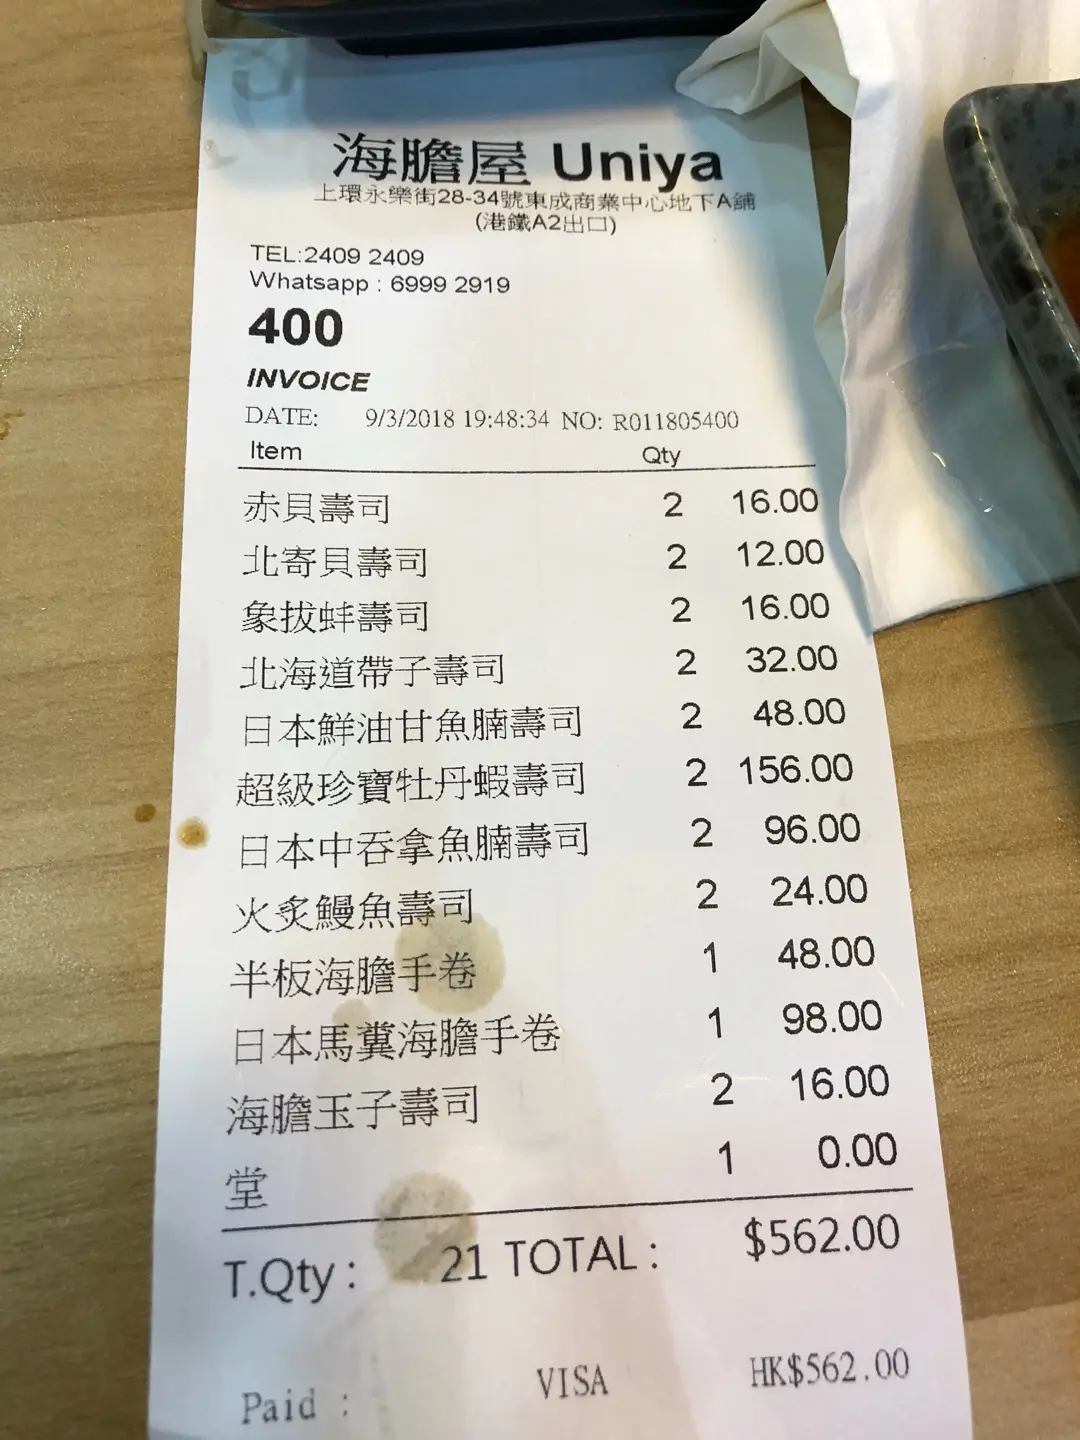 海膽屋 Uniya
上環永樂街28-34號東成商業中心地下A舖
(港鐵A2出口)
TEL:2409 2409
Whatsapp : 6999 2919
400
INVOICE
DATE: 9/3/2018 19:48:34 NO: R011805400
Item Qty
赤貝壽司 2 16.00
北寄貝壽司 2 12.00
象拔蚌壽司 2 16.00
北海道帶子壽司 2 32.00
日本鮮油甘魚腩壽司 2 48.00
超級珍寶牡丹蝦壽司 2 156.00
日本中吞拿魚腩壽司 2 96.00
火炙鰻魚壽司 2 24.00
半板海膽手卷 1 48.00
日本馬糞海膽手卷 1 98.00
海膽玉子壽司 2 16.00
堂 1 0.00
T.Qty : 21 TOTAL : $562.00
Paid : VISA HK$562.00